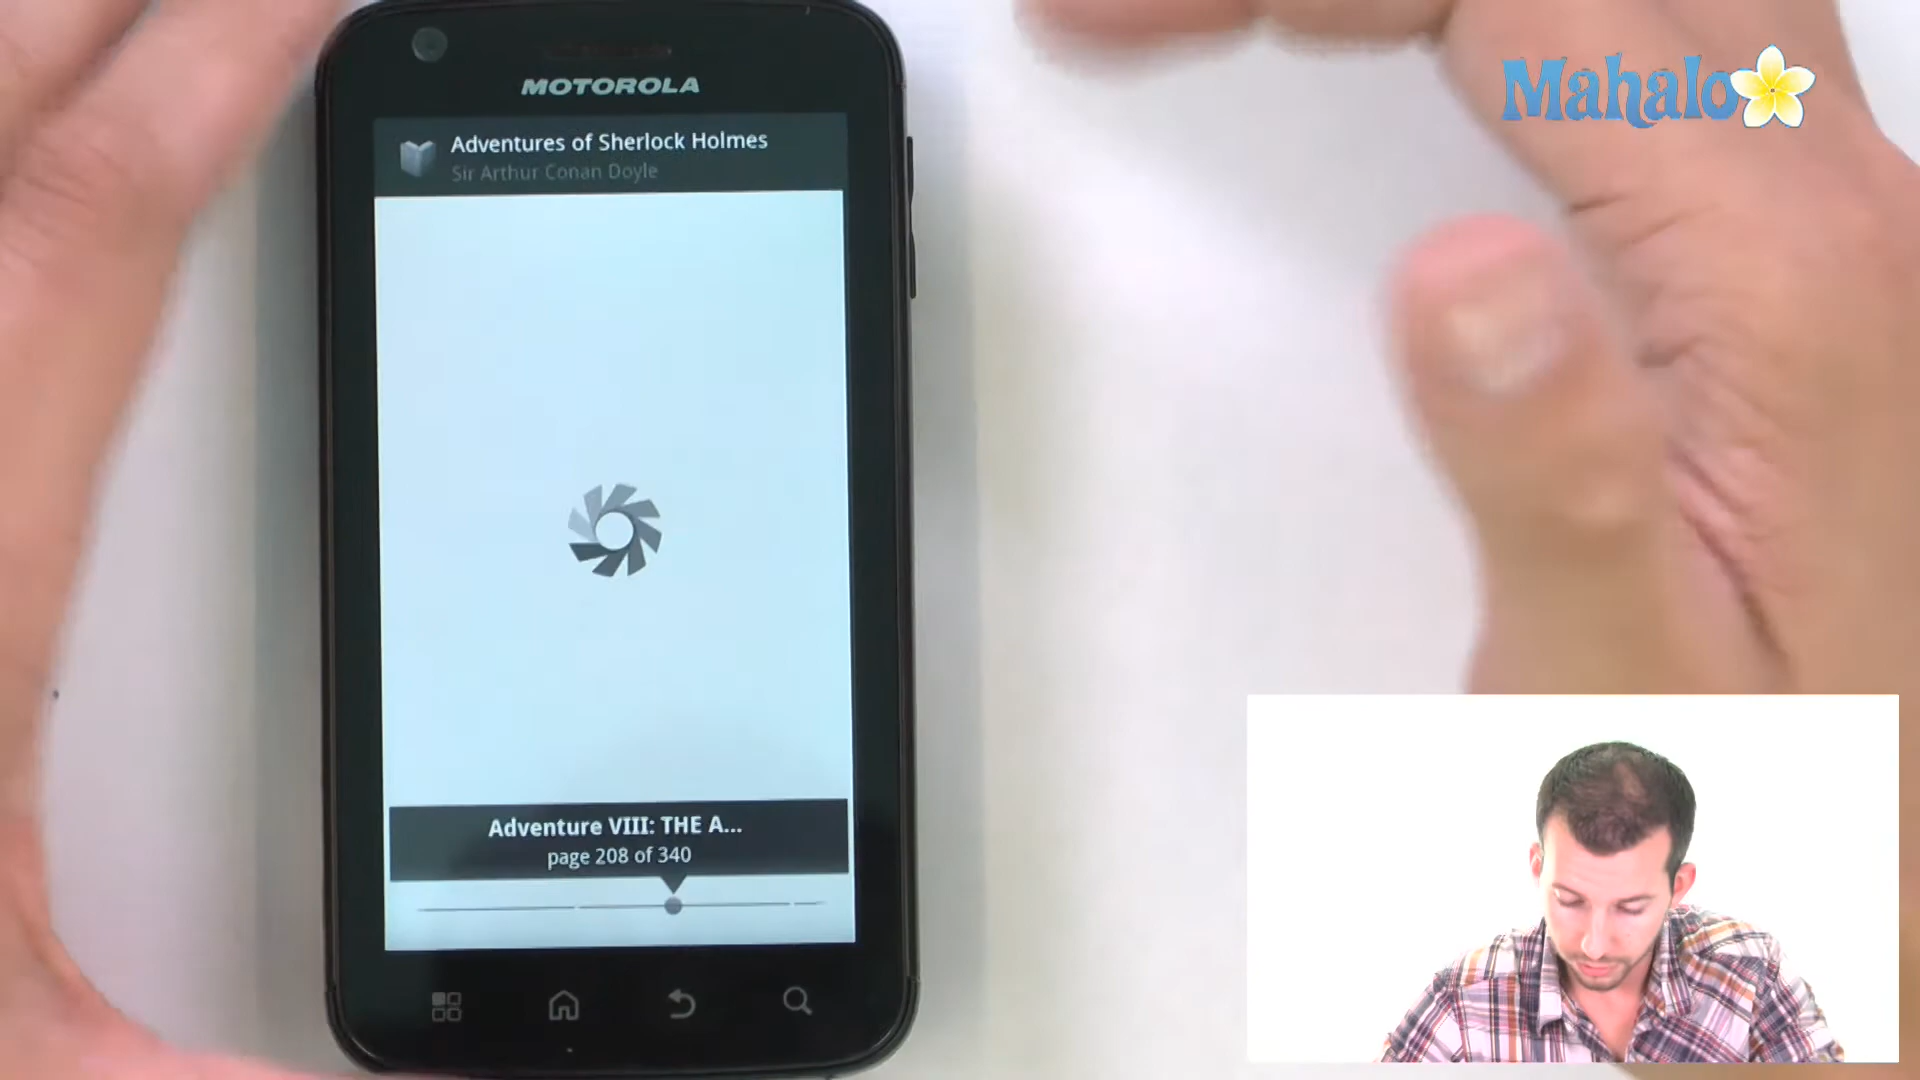 MOTOROLA
Adventures of Sherlock Holmes
Sir Arthur Conan Doyle
Mahalo
Adventure VIII: THE A...
page 208 of 340